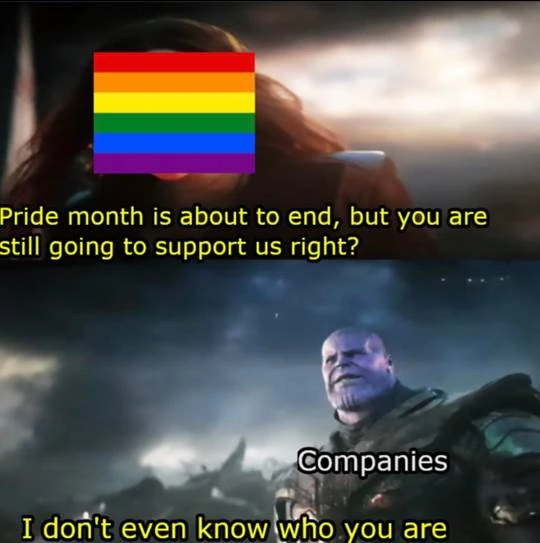 Pride month is about to end, but you are
still going to support us right?
Companies
I don't even know who you are